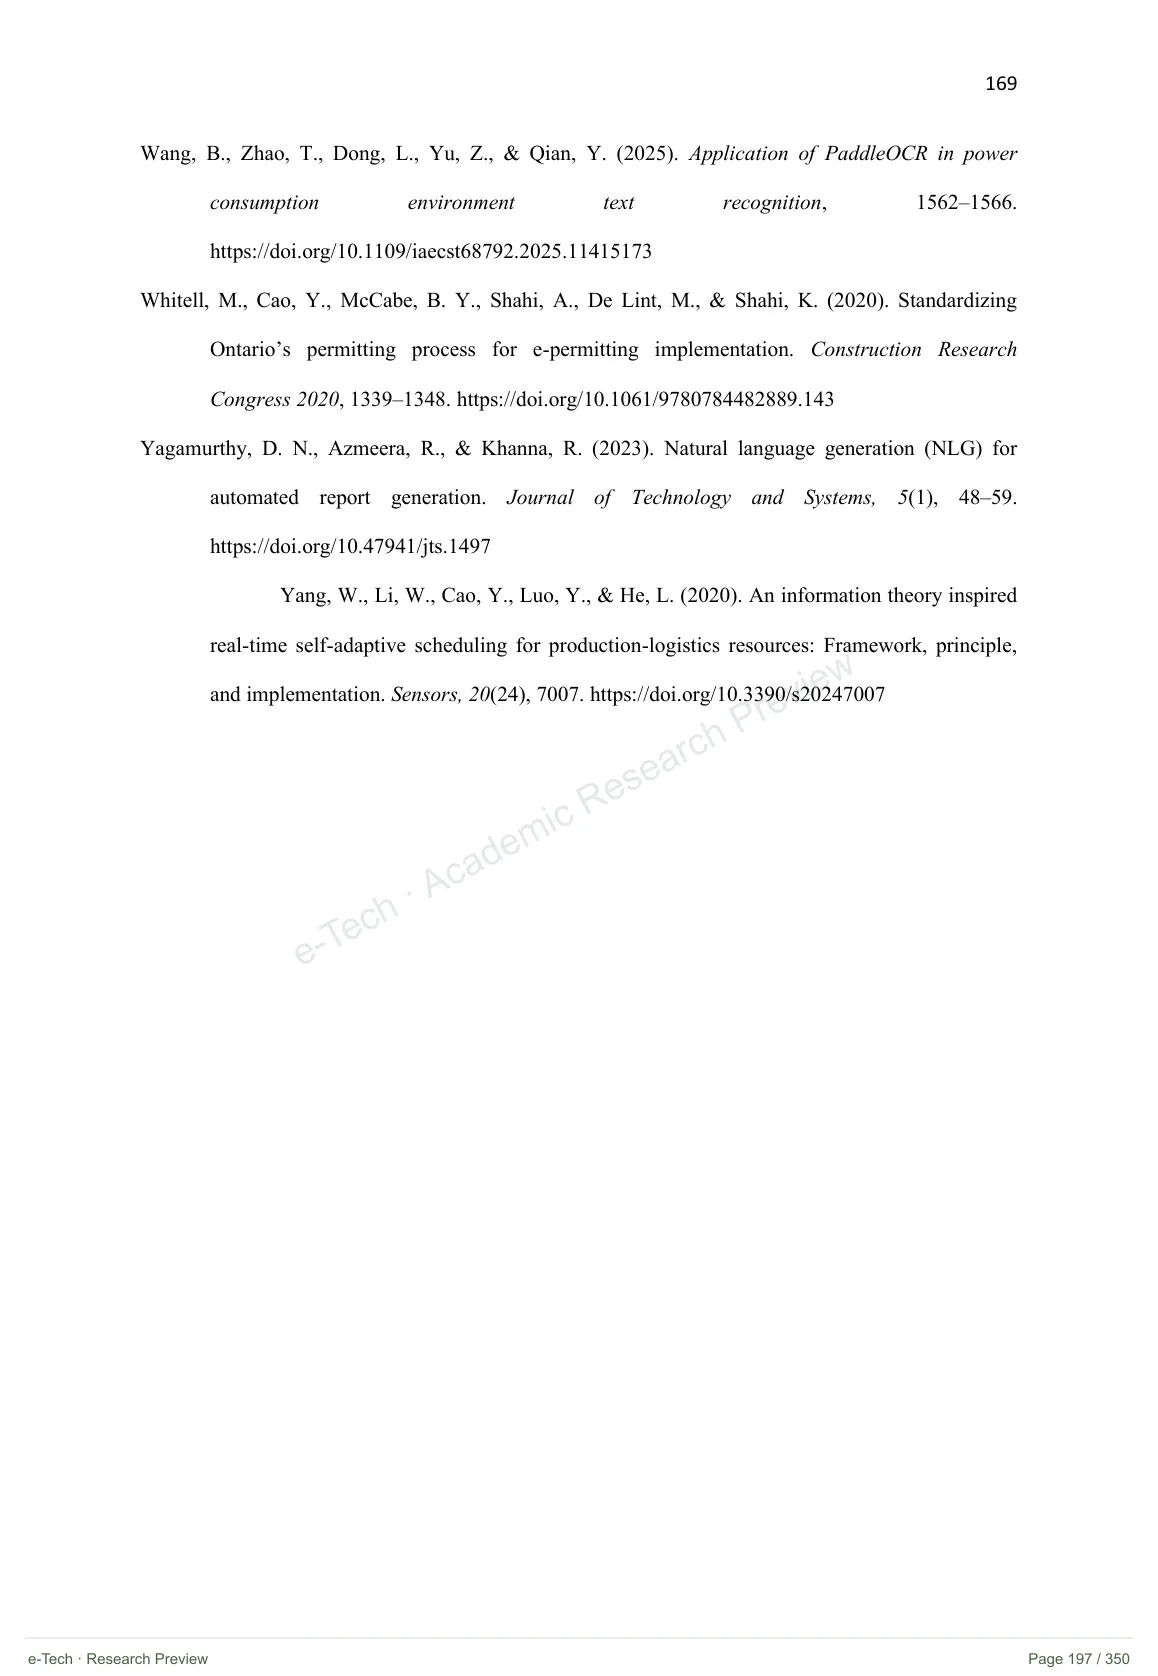 169
Wang, B., Zhao, T., Dong, L., Yu, Z., & Qian, Y. (2025). Application of PaddleOCR in power
consumption environment text recognition, 1562–1566.
https://doi.org/10.1109/iaecst68792.2025.11415173
Whitell, M., Cao, Y., McCabe, B. Y., Shahi, A., De Lint, M., & Shahi, K. (2020). Standardizing
Ontario’s permitting process for e-permitting implementation. Construction Research
Congress 2020, 1339–1348. https://doi.org/10.1061/9780784482889.143
Yagamurthy, D. N., Azmeera, R., & Khanna, R. (2023). Natural language generation (NLG) for
automated report generation. Journal of Technology and Systems, 5(1), 48–59.
https://doi.org/10.47941/jts.1497
Yang, W., Li, W., Cao, Y., Luo, Y., & He, L. (2020). An information theory inspired
real-time self-adaptive scheduling for production-logistics resources: Framework, principle,
and implementation. Sensors, 20(24), 7007. https://doi.org/10.3390/s20247007
e-Tech · Academic Research Preview
e-Tech · Research Preview
Page 197 / 350